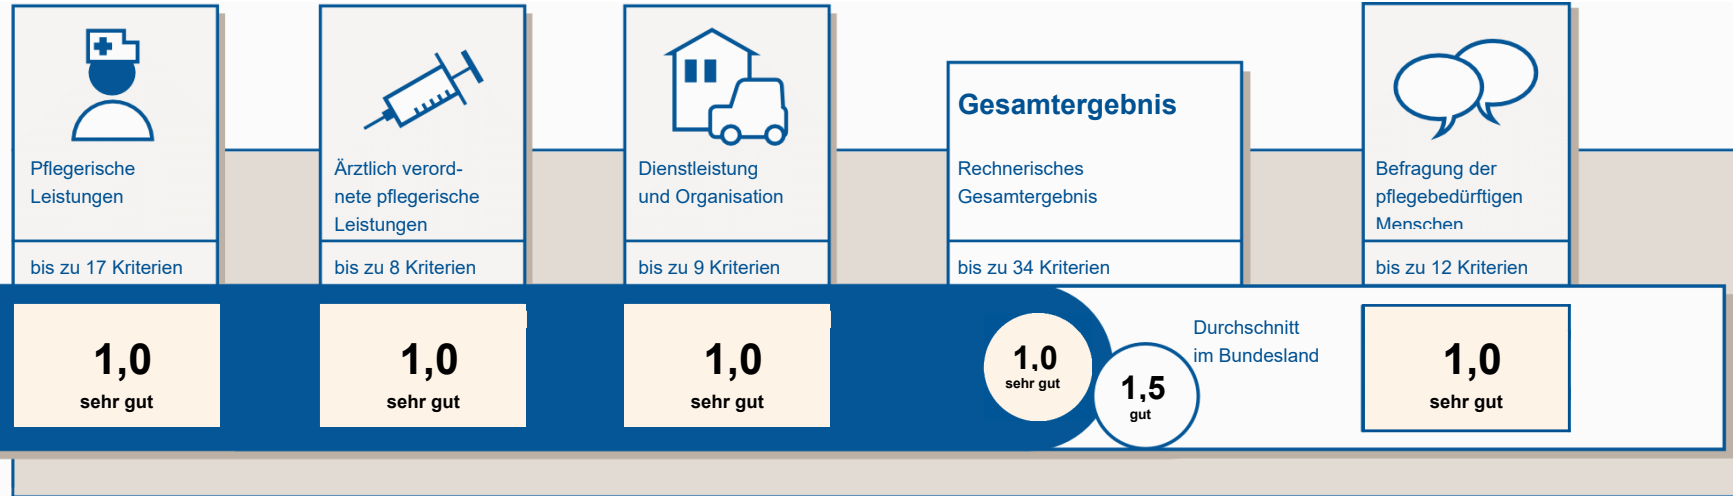 Pflegerische
Leistungen
bis zu 17 Kriterien
1,0
sehr gut
Ärztlich verord-
nete pflegerische
Leistungen
bis zu 8 Kriterien
1,0
sehr gut
Dienstleistung
und Organisation
bis zu 9 Kriterien
1,0
sehr gut
Gesamtergebnis
Rechnerisches
Gesamtergebnis
bis zu 34 Kriterien
1,0
sehr gut
1,5
gut
Durchschnitt
im Bundesland
Befragung der
pflegebedürftigen
Menschen
bis zu 12 Kriterien
1,0
sehr gut